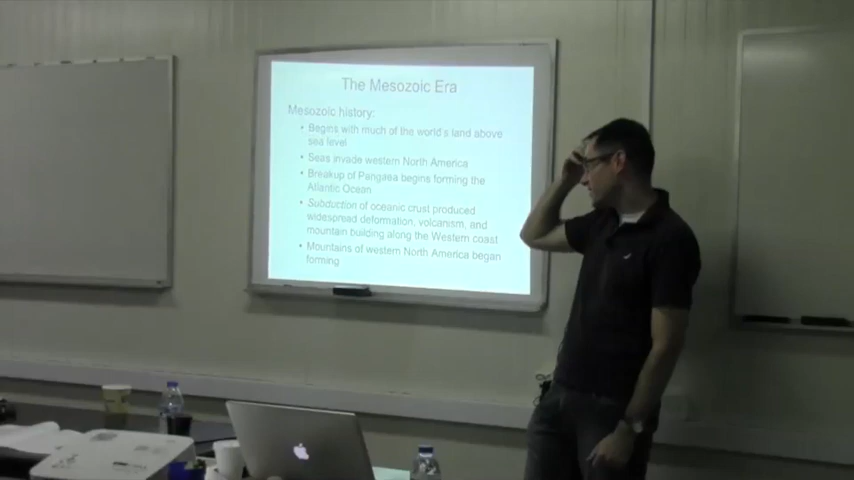 The Mesozoic Era
Mesozoic history:
• Begins with much of the world's land above
sea level
• Seas invade western North America
• Breakup of Pangaea begins forming the
Atlantic Ocean
• Subduction of oceanic crust produced
widespread deformation, volcanism, and
mountain building along the Western coast
• Mountains of western North America began
forming